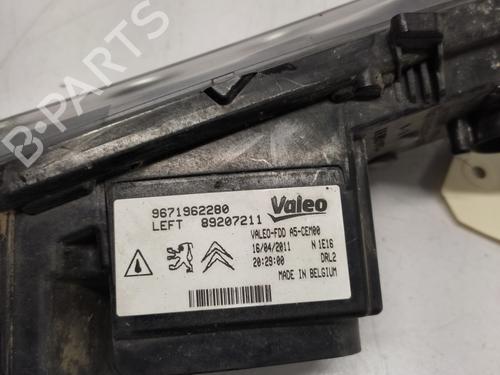 B-PARTS
9671962280
LEFT 89207211
Valeo
VALEO-FDD A5-CEM00
16/04/2011 N 1E16
20:29:00 DRL2
MADE IN BELGIUM